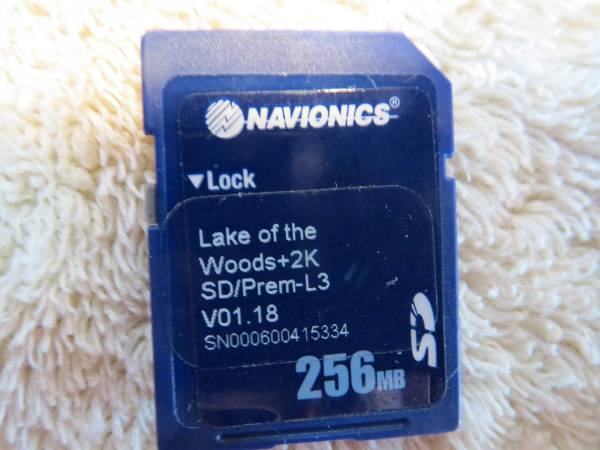 NAVIONICS®
▼Lock
Lake of the
Woods+2K
SD/Prem-L3
V01.18
SN000600415334
256MB
SD